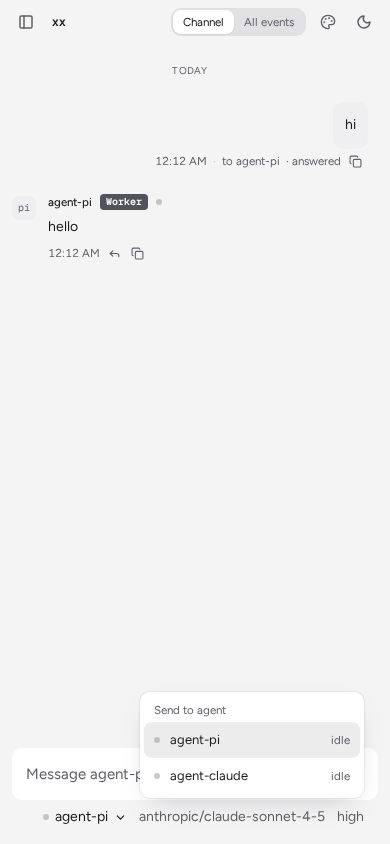 xx Channel All events
TODAY
hi
12:12 AM · to agent-pi · answered
pi agent-pi Worker
hello
12:12 AM
Send to agent
agent-pi idle
agent-claude idle
Message agent-p
agent-pi anthropic/claude-sonnet-4-5 high